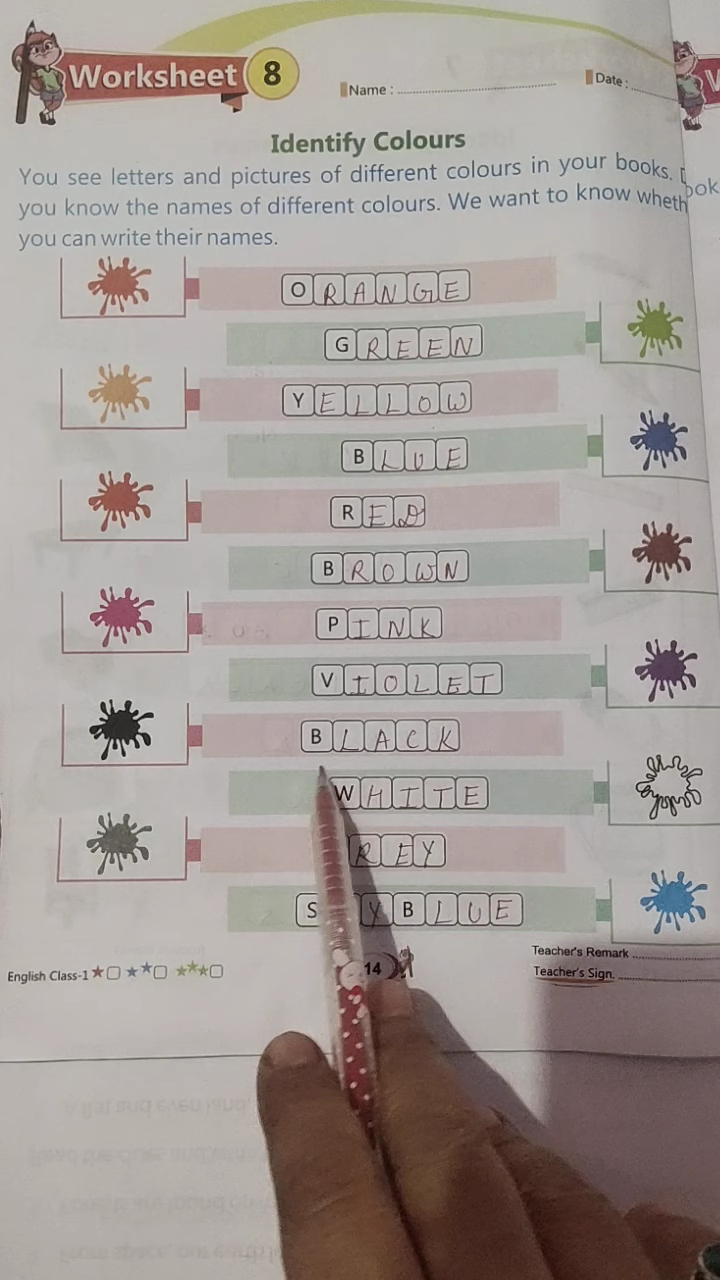 Worksheet 8
Name :
Date :
Identify Colours
You see letters and pictures of different colours in your books.
you know the names of different colours. We want to know wheth
you can write their names.
ORANGE
GREEN
YELLOW
BLUE
RED
BROWN
PINK
VIOLET
BLACK
WHITE
REY
S Y BLUE
Teacher's Remark
English Class-1
14
Teacher's Sign.